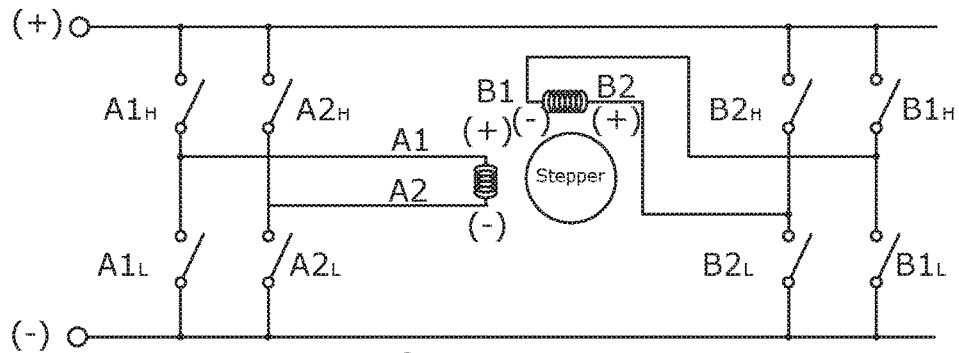 (+)
A1H A2H B1 B2 B2H B1H
(+) (-) (+)
A1
Stepper
A2
(-)
A1L A2L B2L B1L
(-)